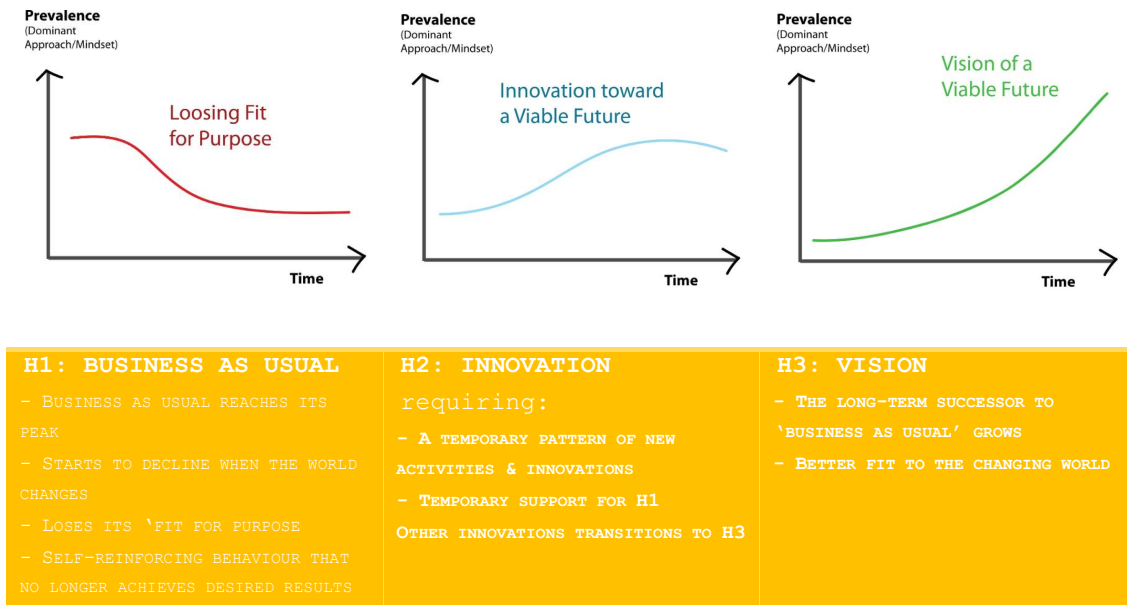 Prevalence
(Dominant
Approach/Mindset)
Loosing Fit
for Purpose
Time
Prevalence
(Dominant
Approach/Mindset)
Innovation toward
a Viable Future
Time
Prevalence
(Dominant
Approach/Mindset)
Vision of a
Viable Future
Time
H1: BUSINESS AS USUAL
– BUSINESS AS USUAL REACHES ITS
PEAK
– STARTS TO DECLINE WHEN THE WORLD
CHANGES
– LOSES ITS ‘FIT FOR PURPOSE
– SELF-REINFORCING BEHAVIOUR THAT
NO LONGER ACHIEVES DESIRED RESULTS
H2: INNOVATION
requiring:
– A TEMPORARY PATTERN OF NEW
ACTIVITIES & INNOVATIONS
– TEMPORARY SUPPORT FOR H1
OTHER INNOVATIONS TRANSITIONS TO H3
H3: VISION
– THE LONG-TERM SUCCESSOR TO
‘BUSINESS AS USUAL’ GROWS
– BETTER FIT TO THE CHANGING WORLD